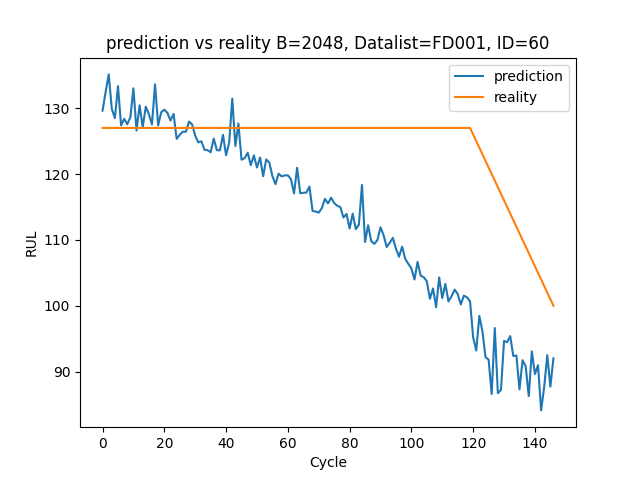 prediction vs reality B=2048, Datalist=FD001, ID=60
prediction
reality
130
120
110
100
90
RUL
0 20 40 60 80 100 120 140
Cycle